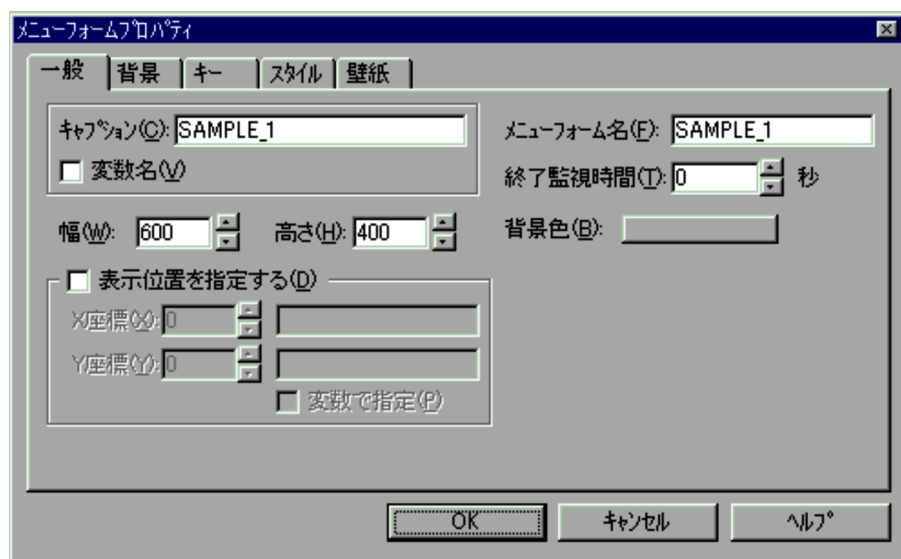 メニューフォームプロパティ
一般 背景 キー スタイル 壁紙
キャプション(C): SAMPLE_1
変数名(V)
メニューフォーム名(F): SAMPLE_1
終了監視時間(T): 0 秒
幅(W): 600 高さ(H): 400
背景色(B):
表示位置を指定する(D)
X座標(X): 0
Y座標(Y): 0
変数で指定(P)
OK キャンセル ヘルプ